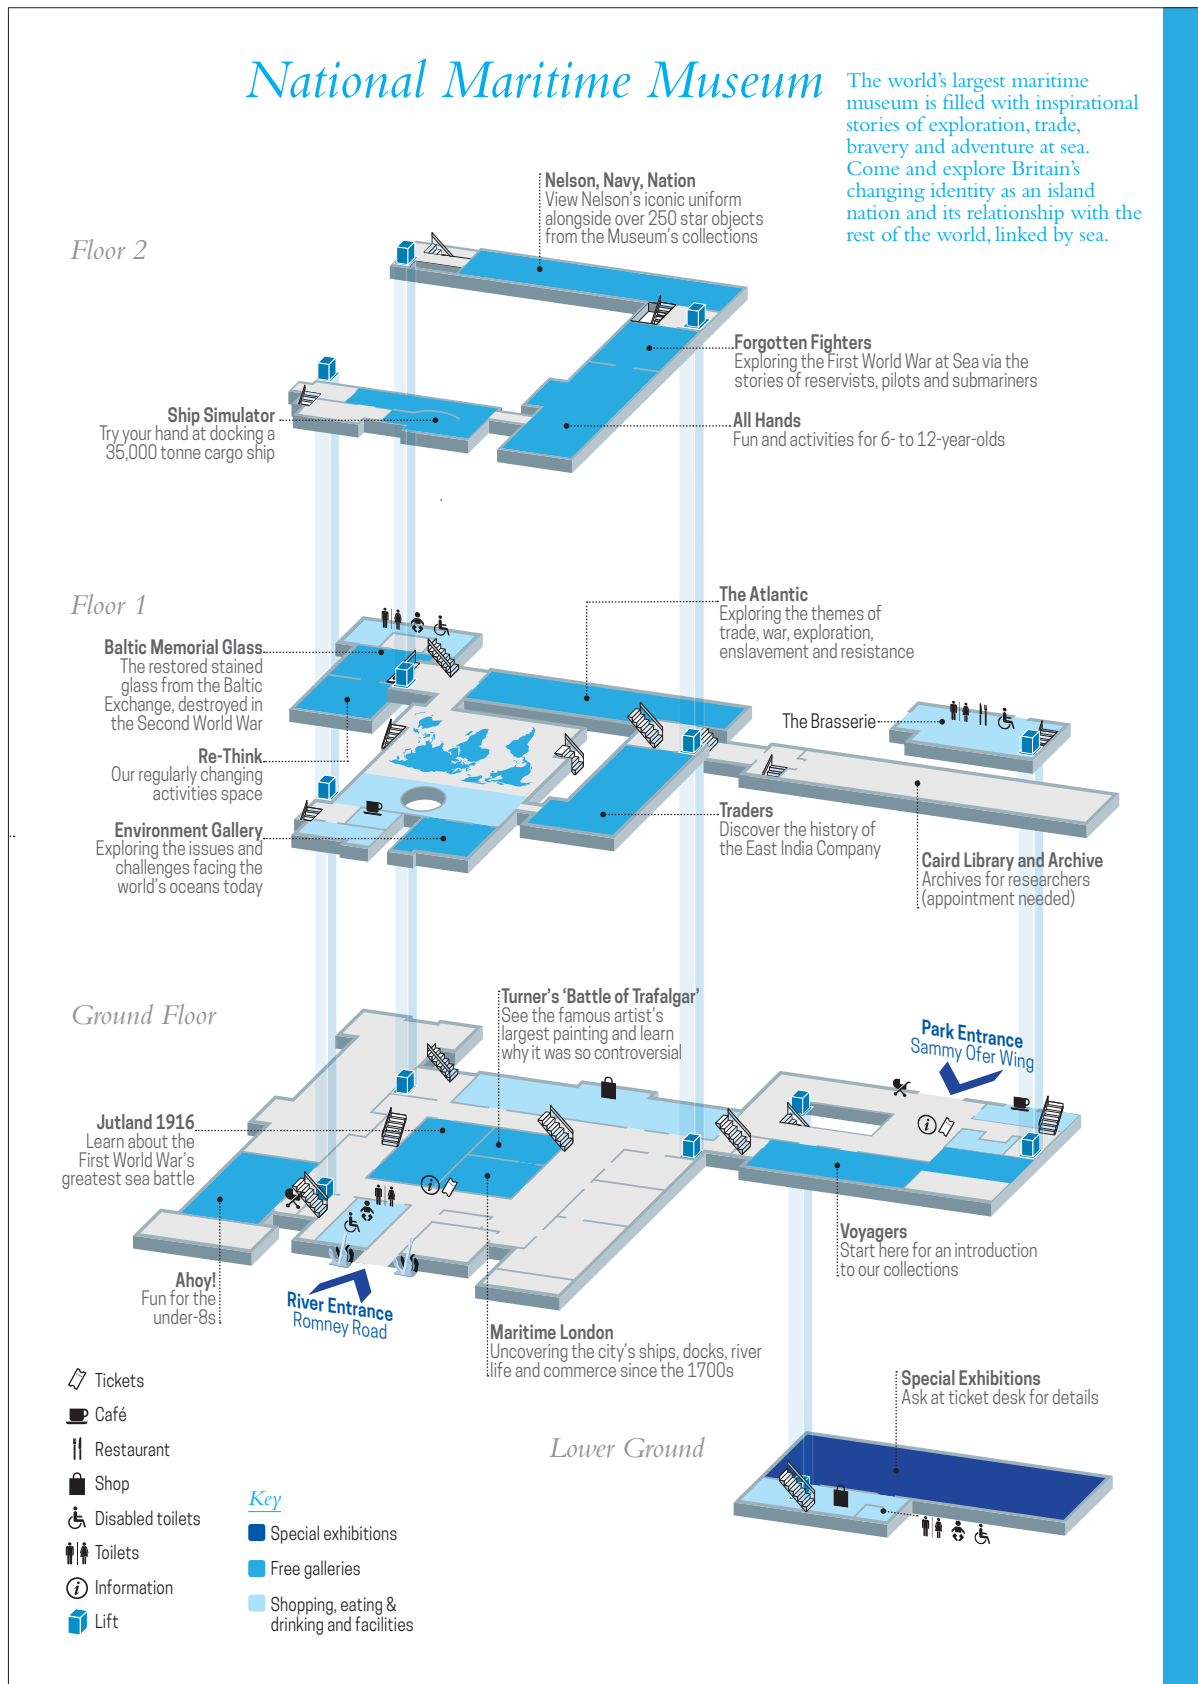 National Maritime Museum
The world's largest maritime
museum is filled with inspirational
stories of exploration, trade,
bravery and adventure at sea.
Come and explore Britain's
changing identity as an island
nation and its relationship with the
rest of the world, linked by sea.
Floor 2
Nelson, Navy, Nation
View Nelson's iconic uniform
alongside over 250 star objects
from the Museum's collections
Forgotten Fighters
Exploring the First World War at Sea via the
stories of reservists, pilots and submariners
Ship Simulator
Try your hand at docking a
35,000 tonne cargo ship
All Hands
Fun and activities for 6- to 12-year-olds
Floor 1
The Atlantic
Exploring the themes of
trade, war, exploration,
enslavement and resistance
Baltic Memorial Glass
The restored stained
glass from the Baltic
Exchange, destroyed in
the Second World War
The Brasserie
Re-Think
Our regularly changing
activities space
Environment Gallery
Exploring the issues and
challenges facing the
world's oceans today
Traders
Discover the history of
the East India Company
Caird Library and Archive
Archives for researchers
(appointment needed)
Ground Floor
Turner's 'Battle of Trafalgar'
See the famous artist's
largest painting and learn
why it was so controversial
Park Entrance
Sammy Ofer Wing
Jutland 1916
Learn about the
First World War's
greatest sea battle
i
i
Voyagers
Start here for an introduction
to our collections
Ahoy!
Fun for the
under-8s
River Entrance
Romney Road
Maritime London
Uncovering the city's ships, docks, river
life and commerce since the 1700s
Tickets
Café
Restaurant
Shop
Disabled toilets
Toilets
i Information
Lift
Key
Special exhibitions
Free galleries
Shopping, eating &
drinking and facilities
Lower Ground
Special Exhibitions
Ask at ticket desk for details